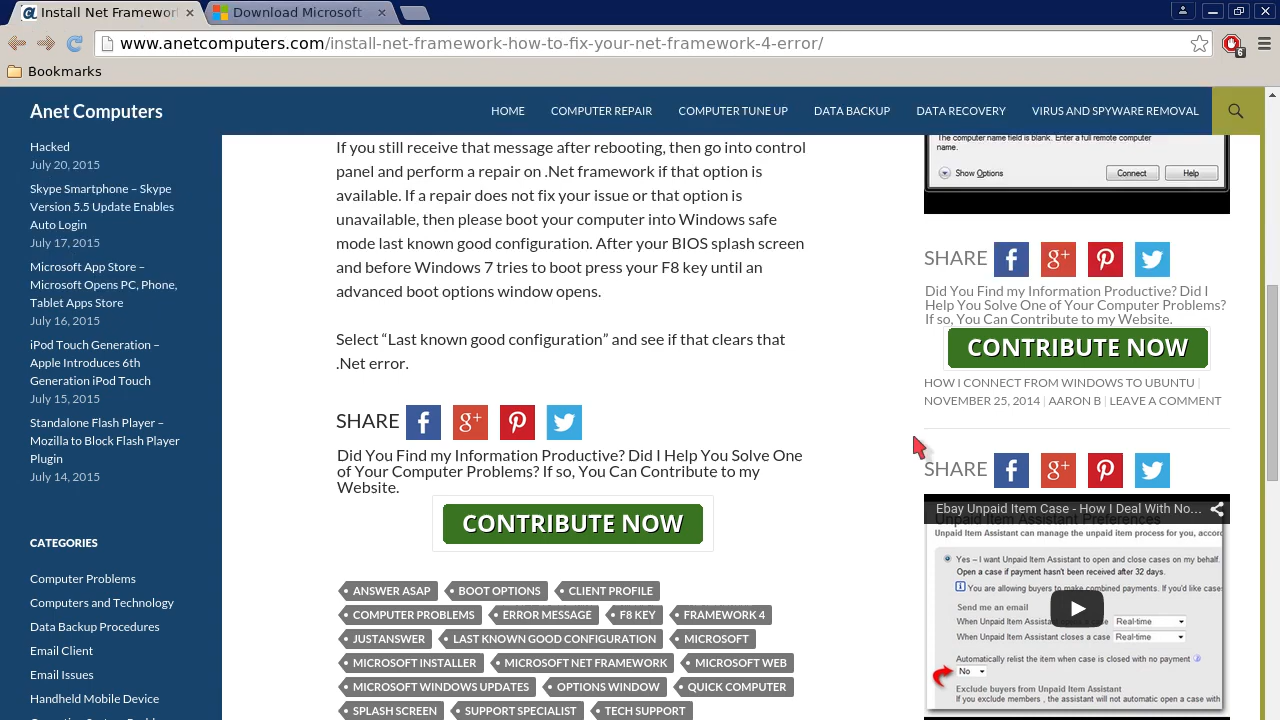 Install Net Framework
Download Microsoft
www.anetcomputers.com/install-net-framework-how-to-fix-your-net-framework-4-error/
6
Bookmarks
Anet Computers
HOME
COMPUTER REPAIR
COMPUTER TUNE UP
DATA BACKUP
DATA RECOVERY
VIRUS AND SPYWARE REMOVAL
Hacked
July 20, 2015
Skype Smartphone – Skype
Version 5.5 Update Enables
Auto Login
July 17, 2015
Microsoft App Store –
Microsoft Opens PC, Phone,
Tablet Apps Store
July 16, 2015
iPod Touch Generation –
Apple Introduces 6th
Generation iPod Touch
July 15, 2015
Standalone Flash Player –
Mozilla to Block Flash Player
Plugin
July 14, 2015
CATEGORIES
Computer Problems
Computers and Technology
Data Backup Procedures
Email Client
Email Issues
Handheld Mobile Device
If you still receive that message after rebooting, then go into control
panel and perform a repair on .Net framework if that option is
available. If a repair does not fix your issue or that option is
unavailable, then please boot your computer into Windows safe
mode last known good configuration. After your BIOS splash screen
and before Windows 7 tries to boot press your F8 key until an
advanced boot options window opens.
Select “Last known good configuration” and see if that clears that
.Net error.
SHARE f g+
Did You Find my Information Productive? Did I Help You Solve One
of Your Computer Problems? If so, You Can Contribute to my
Website.
CONTRIBUTE NOW
ANSWER ASAP
BOOT OPTIONS
CLIENT PROFILE
COMPUTER PROBLEMS
ERROR MESSAGE
F8 KEY
FRAMEWORK 4
JUSTANSWER
LAST KNOWN GOOD CONFIGURATION
MICROSOFT
MICROSOFT INSTALLER
MICROSOFT NET FRAMEWORK
MICROSOFT WEB
MICROSOFT WINDOWS UPDATES
OPTIONS WINDOW
QUICK COMPUTER
SPLASH SCREEN
SUPPORT SPECIALIST
TECH SUPPORT
The computer name field is blank. Enter a full remote computer
name.
Show Options
Connect
Help
SHARE f g+
Did You Find my Information Productive? Did I
Help You Solve One of Your Computer Problems?
If so, You Can Contribute to my Website.
CONTRIBUTE NOW
HOW I CONNECT FROM WINDOWS TO UBUNTU |
NOVEMBER 25, 2014 | AARON B | LEAVE A COMMENT
SHARE f g+
Ebay Unpaid Item Case - How I Deal With No...
Unpaid Item Assistant Preferences
Unpaid Item Assistant can manage the unpaid item process for you, accor
Yes – I want Unpaid Item Assistant to open and close cases on my behalf.
Open a case if payment hasn't been received after 32 days.
You are allowing buyers to make combined payments. If you'd like cases
Send me an email
When Unpaid Item Assistant opens a case Real-time
When Unpaid Item Assistant closes a case Real-time
Automatically relist the item when case is closed with no payment
No
Exclude buyers from Unpaid Item Assistant
If you exclude members , the assistant will not automatically open a case with